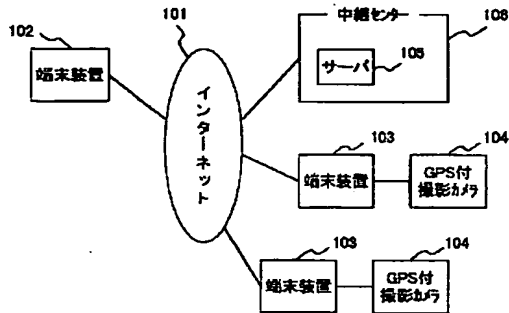 101
102
端末装置
インターネット
中継センター
106
サーバ
105
103
端末装置
104
GPS付
撮影カメラ
103
端末装置
104
GPS付
撮影カメラ